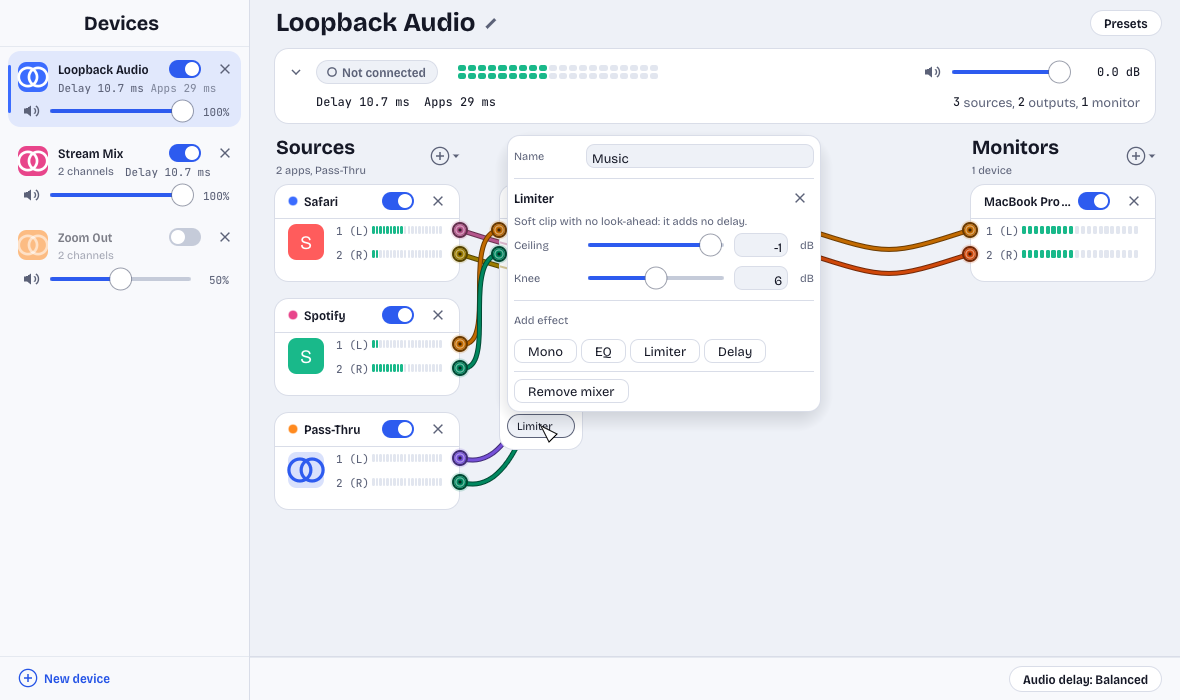 Devices
Loopback Audio
Delay 10.7 ms Apps 29 ms
100%
Stream Mix
2 channels Delay 10.7 ms
100%
Zoom Out
2 channels
50%
New device
Loopback Audio
Presets
Not connected
0.0 dB
Delay 10.7 ms Apps 29 ms
3 sources, 2 outputs, 1 monitor
Sources
2 apps, Pass-Thru
Safari
S
1 (L)
2 (R)
Spotify
S
1 (L)
2 (R)
Pass-Thru
1 (L)
2 (R)
Name
Music
Limiter
Soft clip with no look-ahead: it adds no delay.
Ceiling
-1
dB
Knee
6
dB
Add effect
Mono
EQ
Limiter
Delay
Remove mixer
Limiter
Monitors
1 device
MacBook Pro...
1 (L)
2 (R)
Audio delay: Balanced